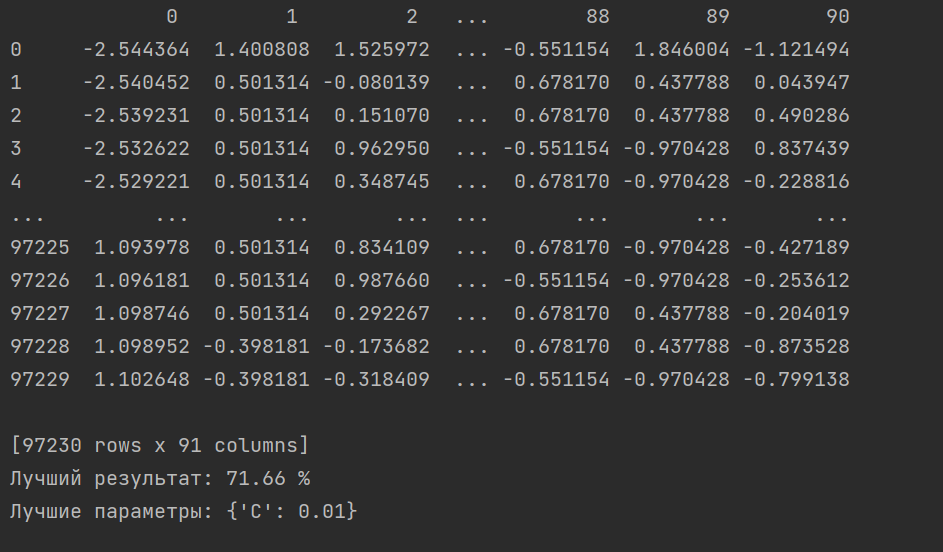 0 1 2 ... 88 89 90
0 -2.544364 1.400808 1.525972 ... -0.551154 1.846004 -1.121494
1 -2.540452 0.501314 -0.080139 ... 0.678170 0.437788 0.043947
2 -2.539231 0.501314 0.151070 ... 0.678170 0.437788 0.490286
3 -2.532622 0.501314 0.962950 ... -0.551154 -0.970428 0.837439
4 -2.529221 0.501314 0.348745 ... 0.678170 -0.970428 -0.228816
... ... ... ... ... ... ... ...
97225 1.093978 0.501314 0.834109 ... 0.678170 -0.970428 -0.427189
97226 1.096181 0.501314 0.987660 ... -0.551154 -0.970428 -0.253612
97227 1.098746 0.501314 0.292267 ... 0.678170 0.437788 -0.204019
97228 1.098952 -0.398181 -0.173682 ... 0.678170 0.437788 -0.873528
97229 1.102648 -0.398181 -0.318409 ... -0.551154 -0.970428 -0.799138
[97230 rows x 91 columns]
Лучший результат: 71.66 %
Лучшие параметры: {'C': 0.01}